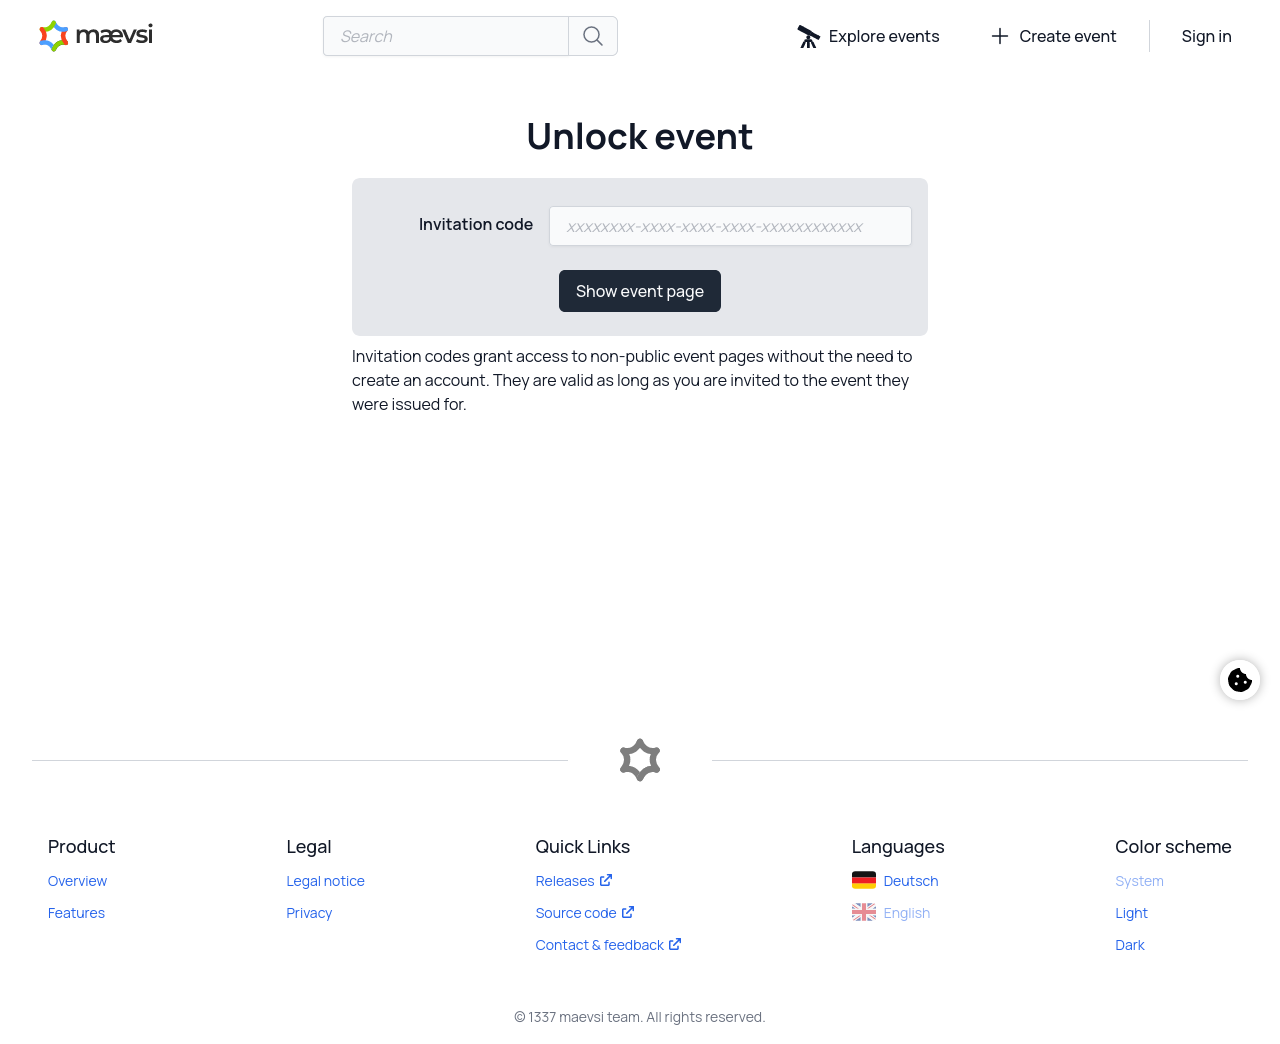 mævsi
Search
Explore events
Create event
Sign in
Unlock event
Invitation code
xxxxxxxx-xxxx-xxxx-xxxx-xxxxxxxxxxxx
Show event page
Invitation codes grant access to non-public event pages without the need to
create an account. They are valid as long as you are invited to the event they
were issued for.
Product
Overview
Features
Legal
Legal notice
Privacy
Quick Links
Releases
Source code
Contact & feedback
Languages
Deutsch
English
Color scheme
System
Light
Dark
© 1337 maevsi team. All rights reserved.